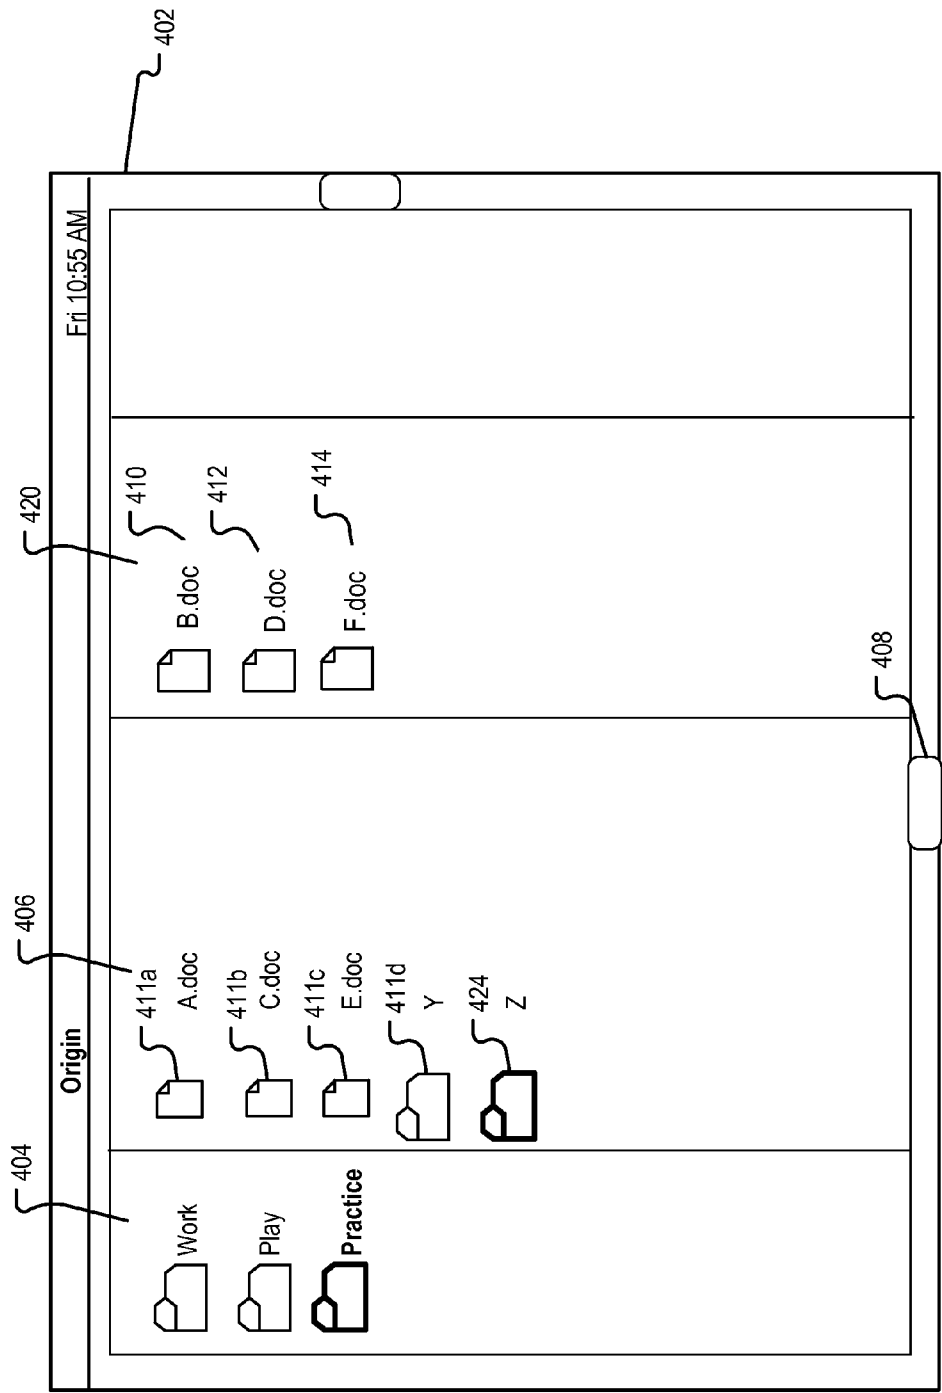 402
Origin
Fri 10:55 AM
404
406
420
Work
Play
Practice
411a
A.doc
411b
C.doc
411c
E.doc
411d
Y
424
Z
410
B.doc
412
D.doc
414
F.doc
408